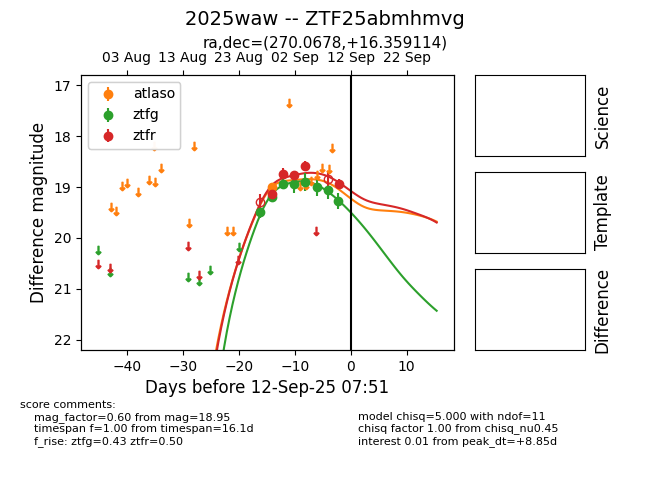 2025waw -- ZTF25abmhmvg
ra,dec=(270.0678,+16.359114)
03 Aug 13 Aug 23 Aug 02 Sep 12 Sep 22 Sep
atlaso
ztfg
ztfr
17
18
19
20
21
22
Difference magnitude
−40 −30 −20 −10 0 10
Days before 12-Sep-25 07:51
Science
Template
Difference
score comments:
mag_factor=0.60 from mag=18.95
timespan f=1.00 from timespan=16.1d
f_rise: ztfg=0.43 ztfr=0.50
model chisq=5.000 with ndof=11
chisq factor 1.00 from chisq_nu0.45
interest 0.01 from peak_dt=+8.85d